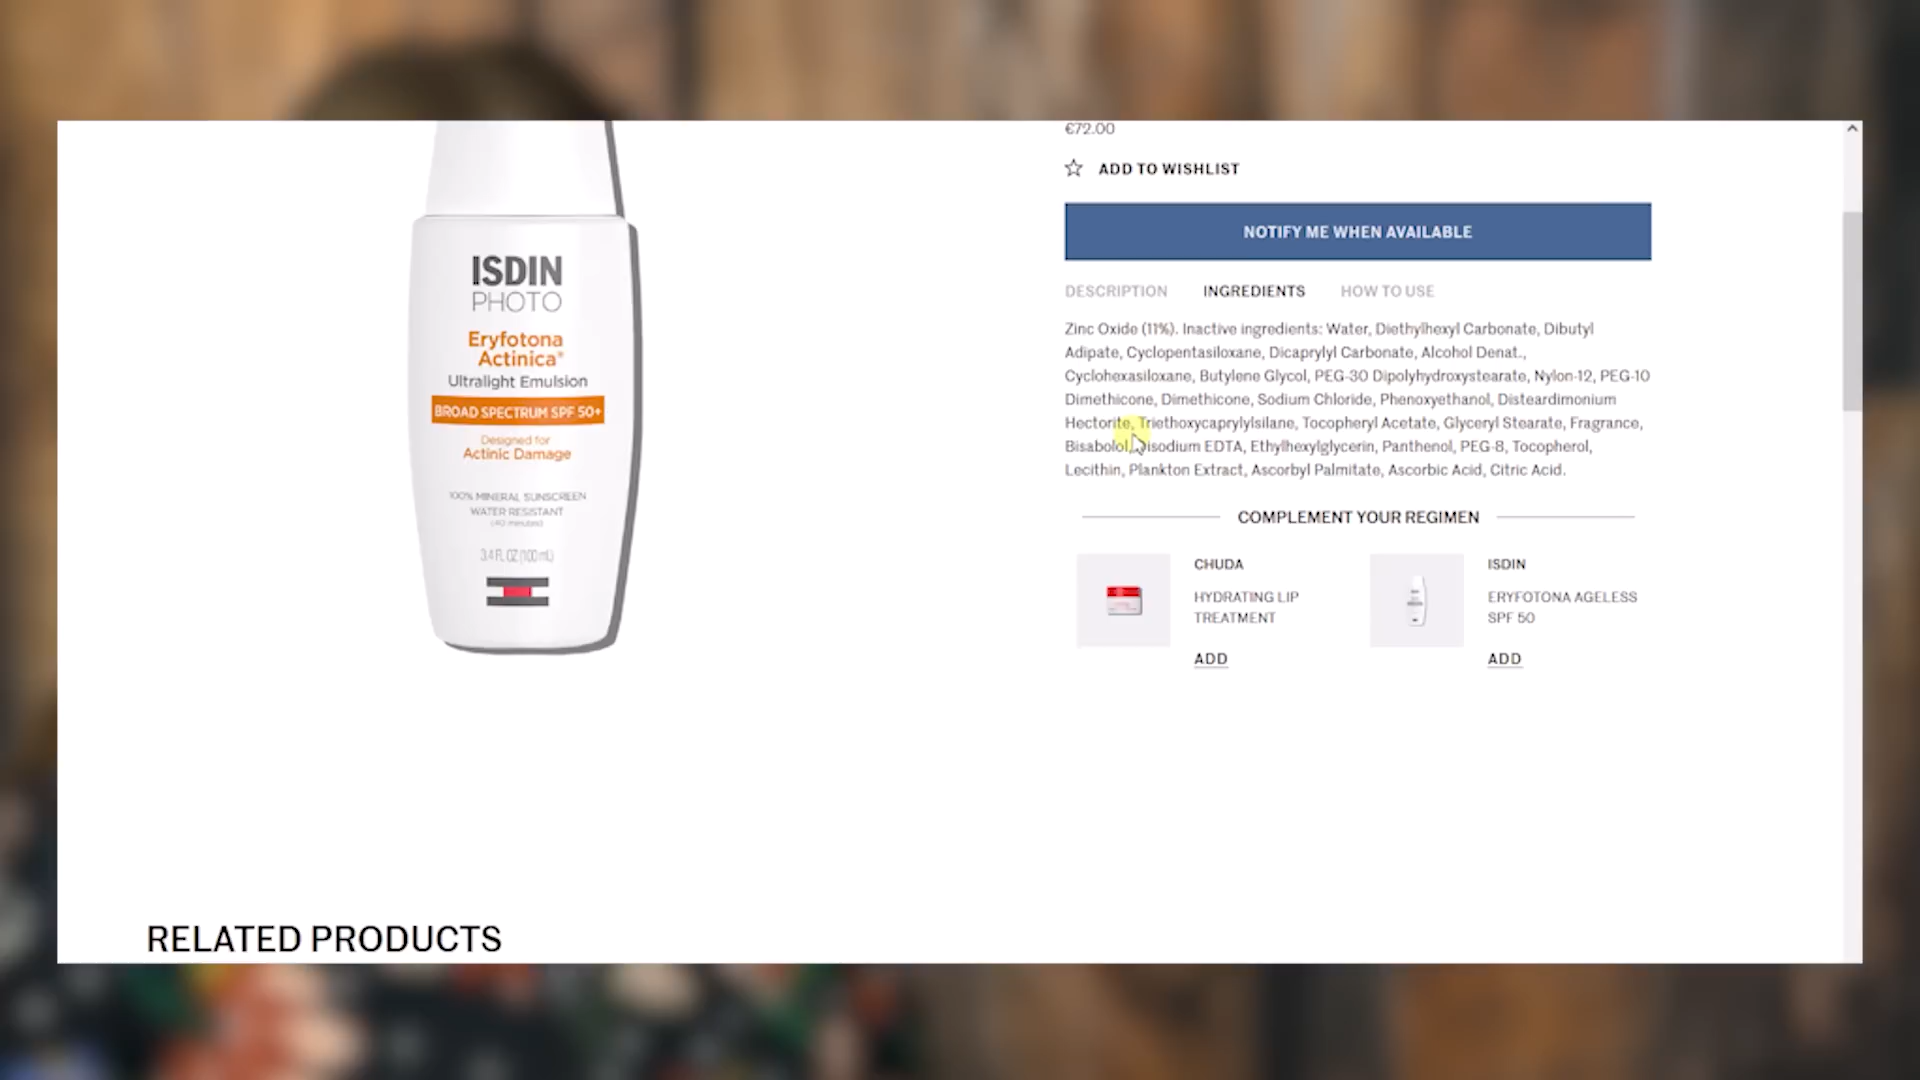 €72.00
ADD TO WISHLIST
NOTIFY ME WHEN AVAILABLE
DESCRIPTION INGREDIENTS HOW TO USE
Zinc Oxide (11%). Inactive ingredients: Water, Diethylhexyl Carbonate, Dibutyl
Adipate, Cyclopentasiloxane, Dicaprylyl Carbonate, Alcohol Denat.,
Cyclohexasiloxane, Butylene Glycol, PEG-30 Dipolyhydroxystearate, Nylon-12, PEG-10
Dimethicone, Dimethicone, Sodium Chloride, Phenoxyethanol, Disteardimonium
Hectorite, Triethoxycaprylylsilane, Tocopheryl Acetate, Glyceryl Stearate, Fragrance,
Bisabolol, Disodium EDTA, Ethylhexylglycerin, Panthenol, PEG-8, Tocopherol,
Lecithin, Plankton Extract, Ascorbyl Palmitate, Ascorbic Acid, Citric Acid.
COMPLEMENT YOUR REGIMEN
CHUDA
HYDRATING LIP
TREATMENT
ADD
ISDIN
ERYFOTONA AGELESS
SPF 50
ADD
ISDIN
PHOTO
Eryfotona
Actinica®
Ultralight Emulsion
BROAD SPECTRUM SPF 50+
Designed for
Actinic Damage
100% MINERAL SUNSCREEN
WATER RESISTANT
(40 minutes)
3.4 FL OZ (100 mL)
RELATED PRODUCTS